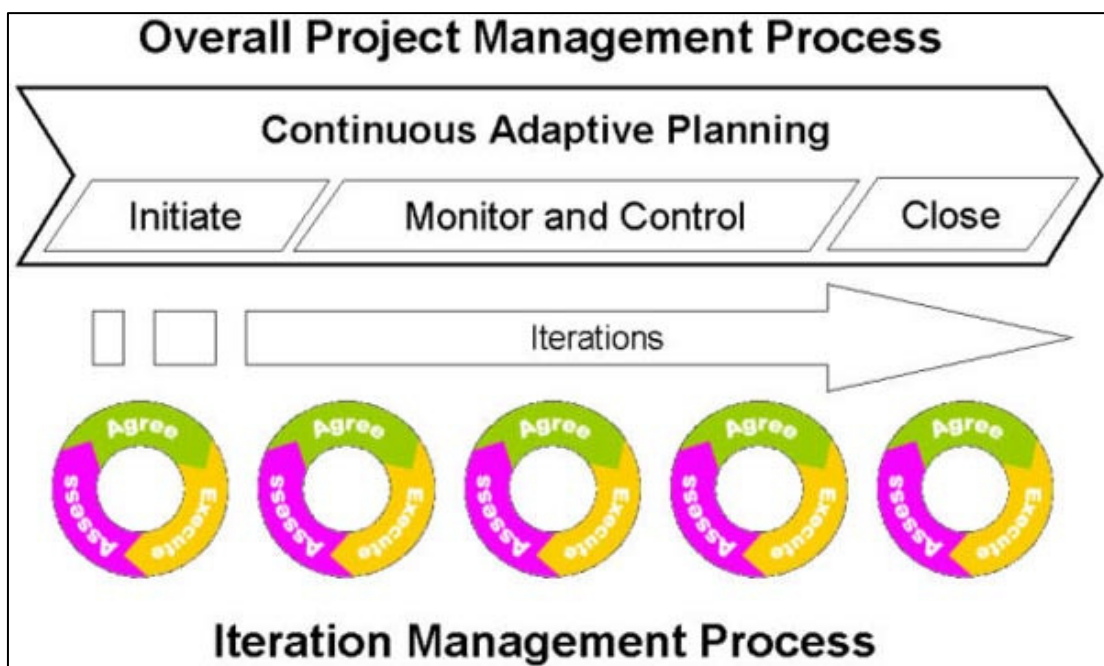 Overall Project Management Process
Continuous Adaptive Planning
Initiate
Monitor and Control
Close
Iterations
Agree
Execute
Assess
Agree
Execute
Assess
Agree
Execute
Assess
Agree
Execute
Assess
Agree
Execute
Assess
Iteration Management Process